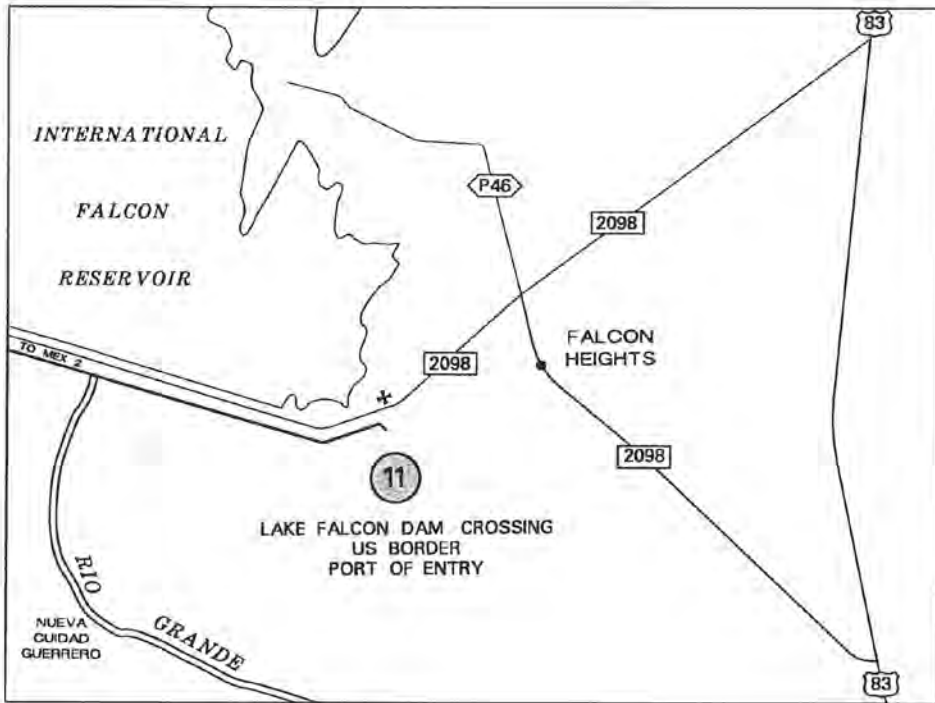 83
INTERNATIONAL
FALCON
RESERVOIR
P46
2098
TO MEX 2
2098
FALCON
HEIGHTS
2098
11
LAKE FALCON DAM CROSSING
US BORDER
PORT OF ENTRY
RIO
GRANDE
NUEVA
CUIDAD
GUERRERO
83